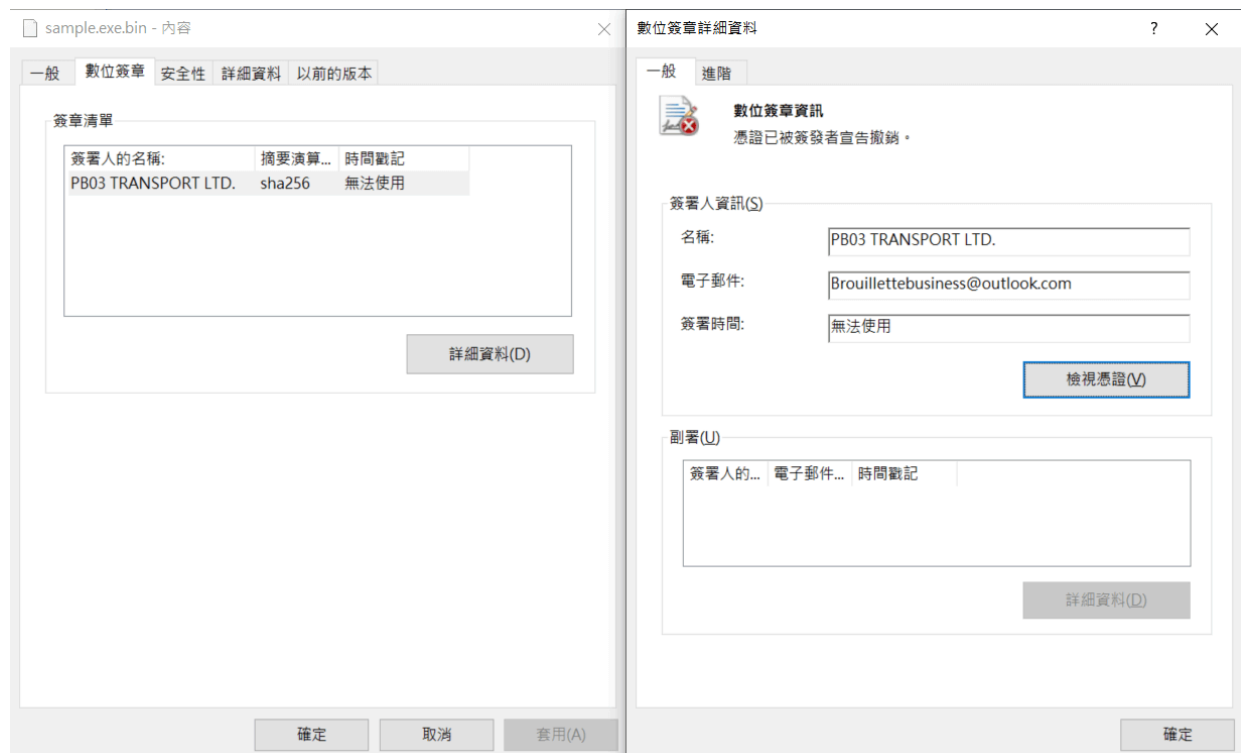 sample.exe.bin - 內容
一般 數位簽章 安全性 詳細資料 以前的版本
簽章清單
簽署人的名稱: 摘要演算... 時間戳記
PB03 TRANSPORT LTD. sha256 無法使用
詳細資料(D)
確定 取消 套用(A)
數位簽章詳細資料 ?
一般 進階
數位簽章資訊
憑證已被簽發者宣告撤銷。
簽署人資訊(S)
名稱: PB03 TRANSPORT LTD.
電子郵件: Brouillettebusiness@outlook.com
簽署時間: 無法使用
檢視憑證(V)
副署(U)
簽署人的... 電子郵件... 時間戳記
詳細資料(D)
確定